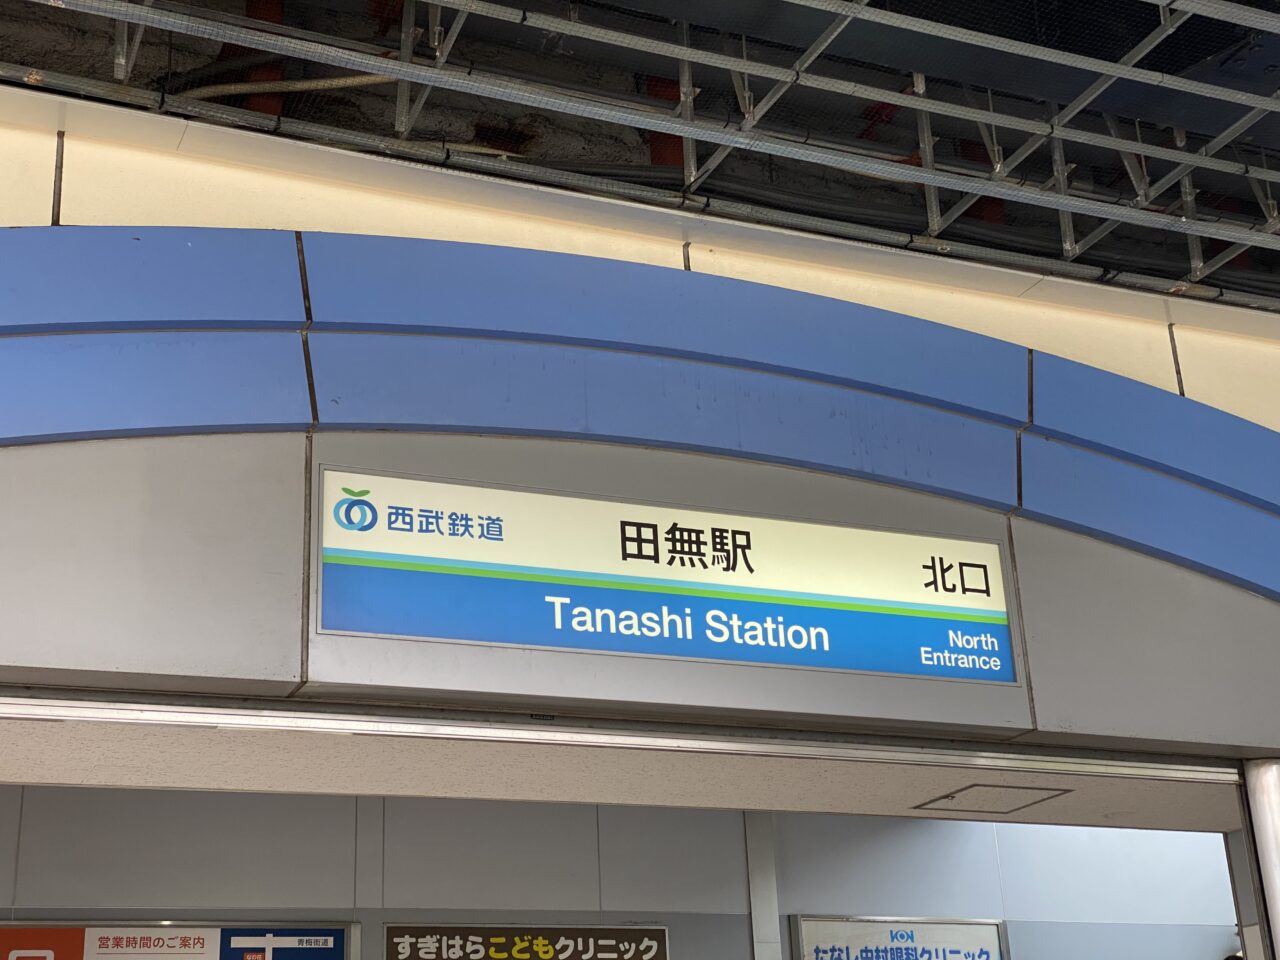 西武鉄道
田無駅
北口
Tanashi Station
North
Entrance
営業時間のご案内
青梅街道
すぎはらこどもクリニック
たなし中村眼科クリニック